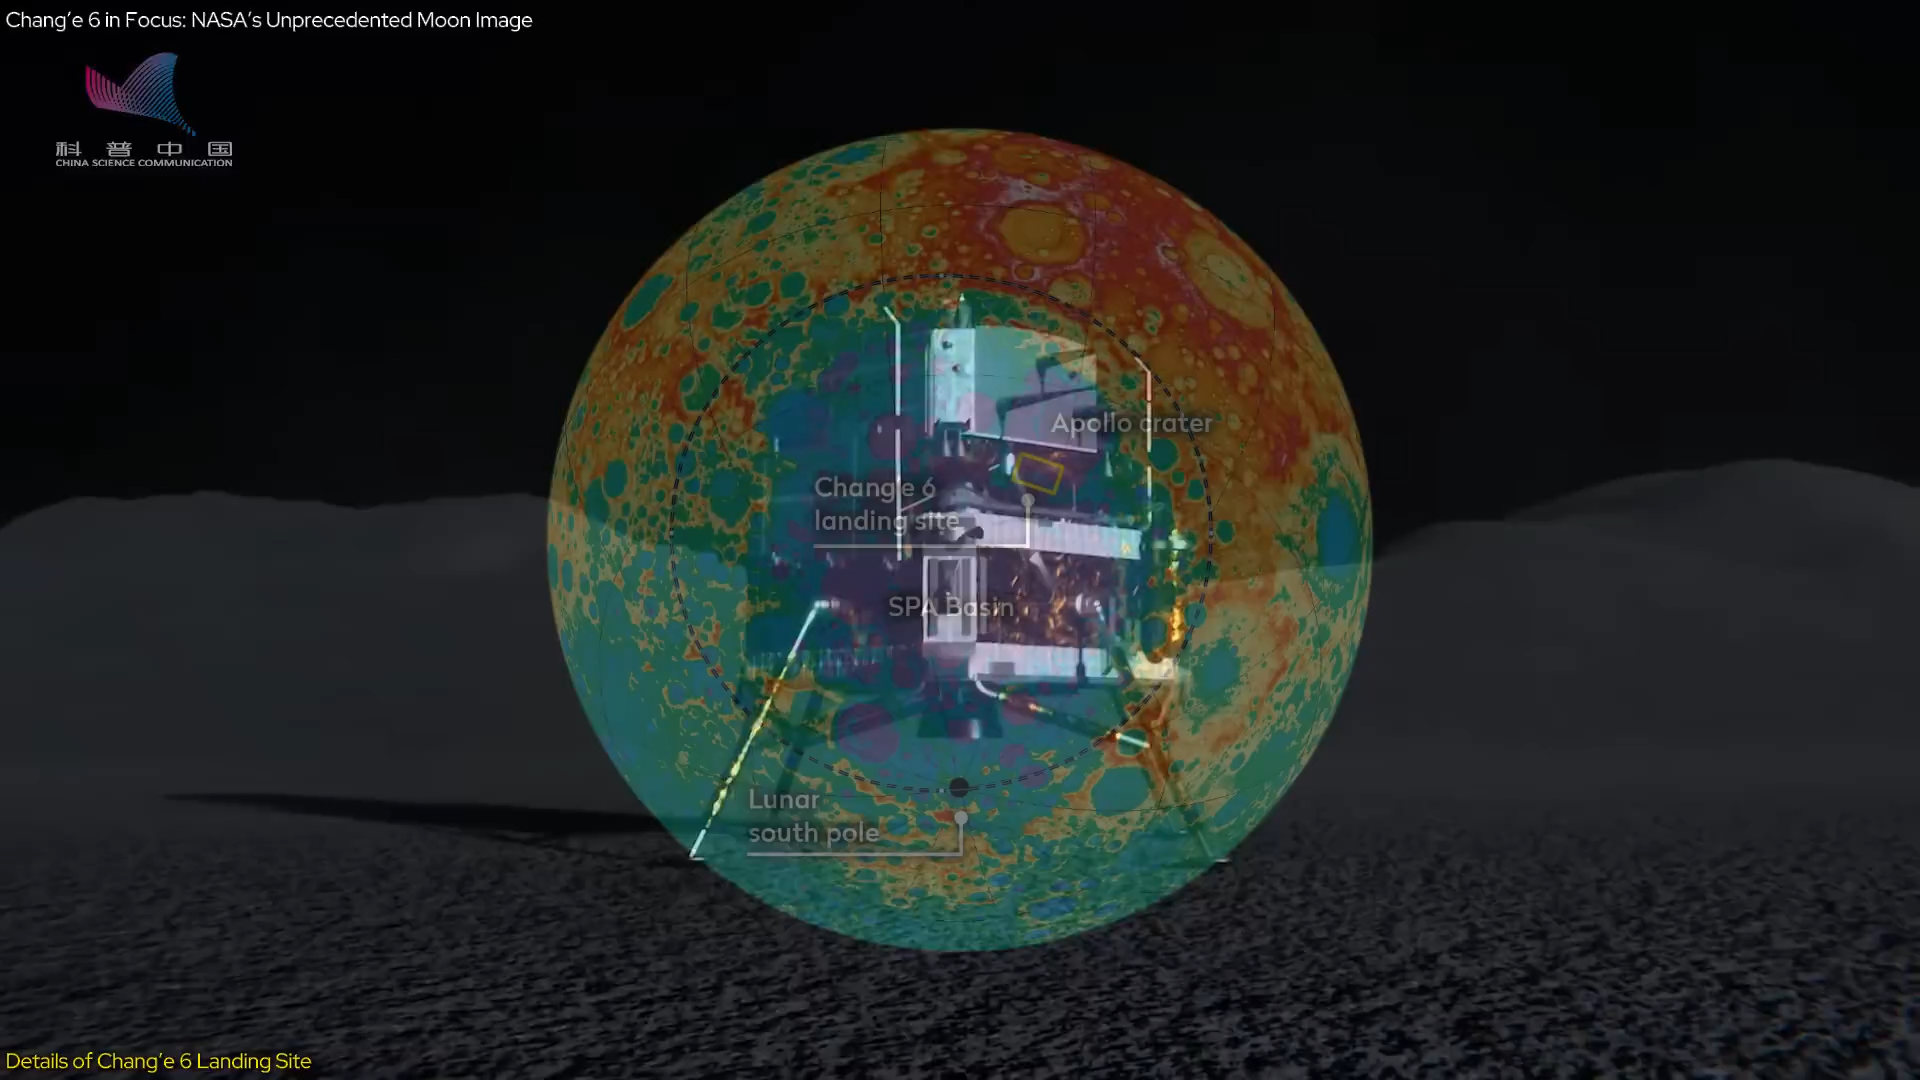 Chang’e 6 in Focus: NASA’s Unprecedented Moon Image
科普中国
CHINA SCIENCE COMMUNICATION
Apollo crater
Chang'e 6
landing site
SPA Basin
Lunar
south pole
Details of Chang’e 6 Landing Site